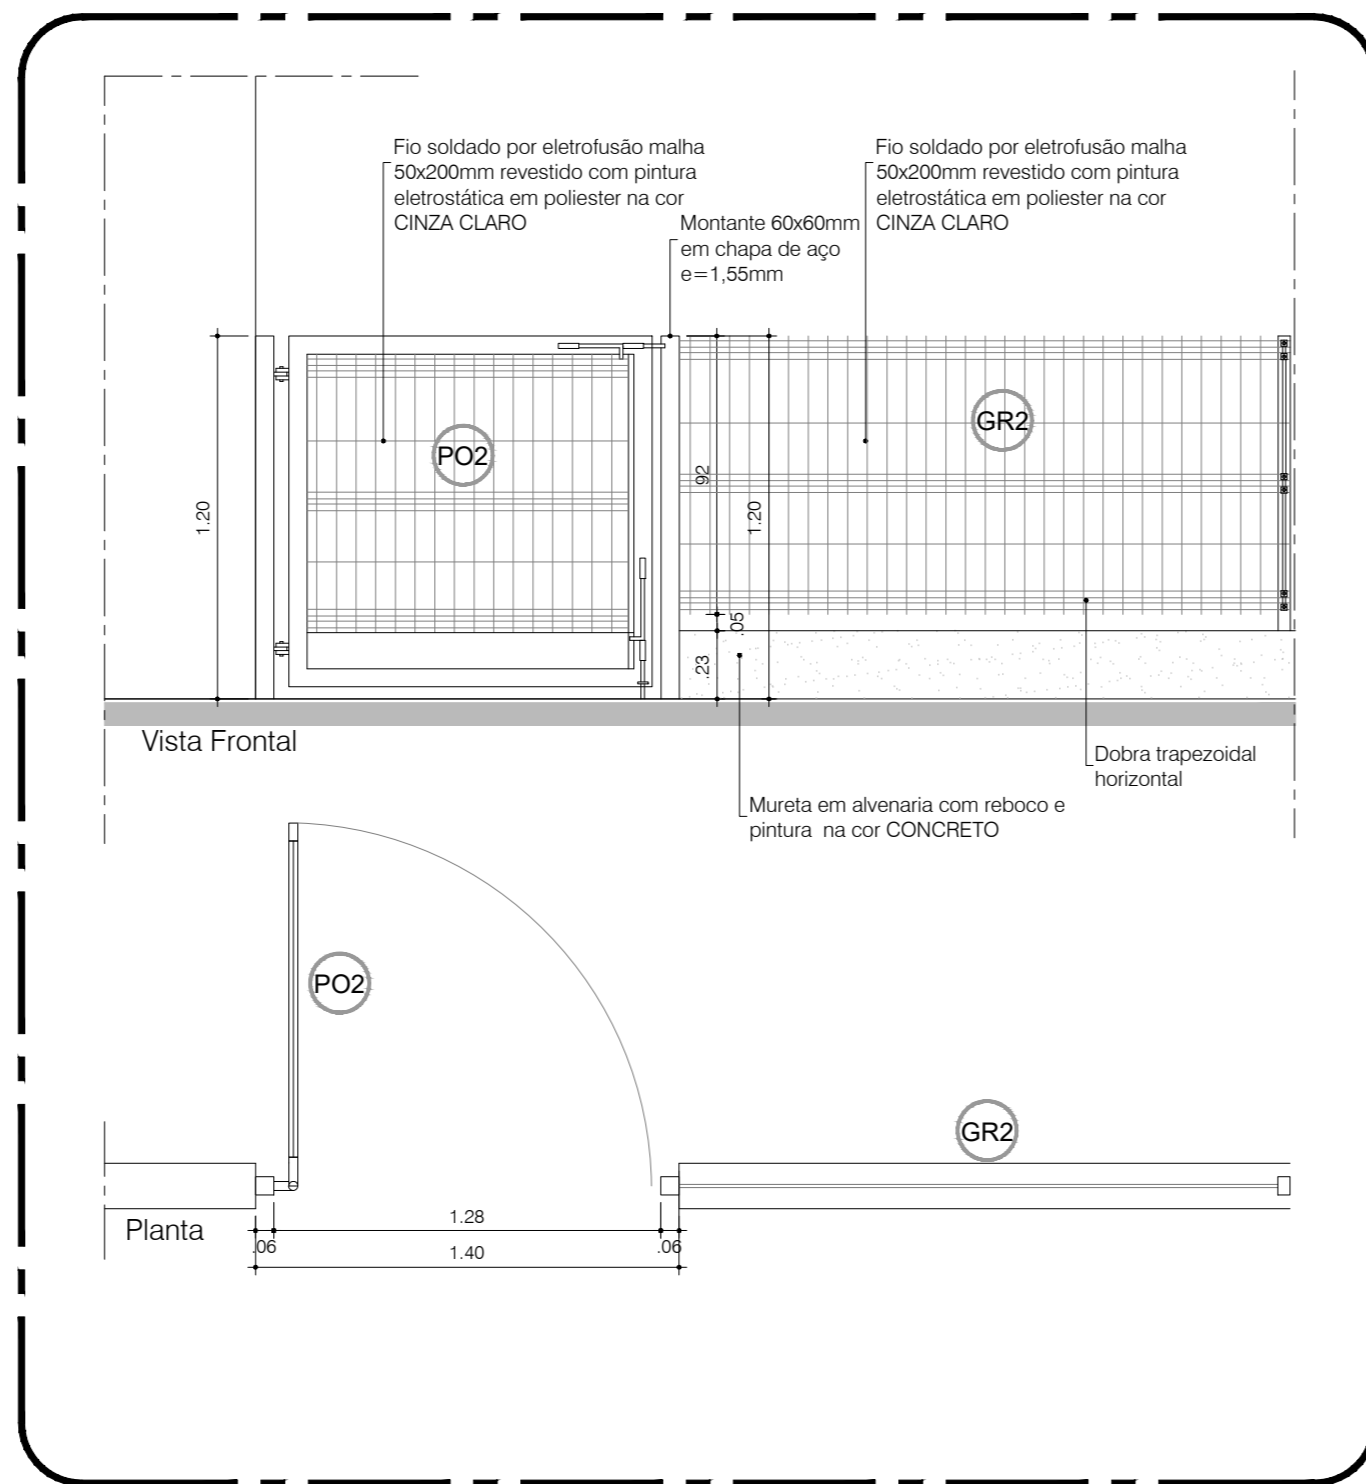 Fio soldado por eletrofusão malha
50x200mm revestido com pintura
eletrostática em poliester na cor
CINZA CLARO
Fio soldado por eletrofusão malha
50x200mm revestido com pintura
eletrostática em poliester na cor
CINZA CLARO
Montante 60x60mm
em chapa de aço
e=1,55mm
PO2
GR2
1.20
.92
1.20
.05
.23
Vista Frontal
Dobra trapezoidal
horizontal
Mureta em alvenaria com reboco e
pintura na cor CONCRETO
PO2
GR2
Planta
1.28
.06
.06
1.40